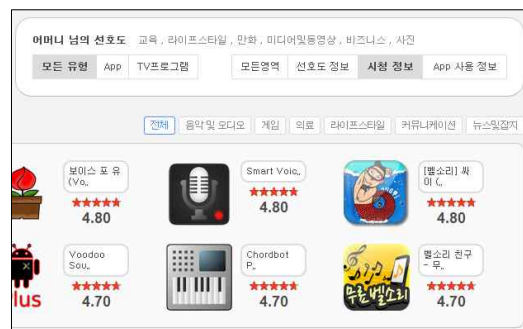 어머니 님의 선호도 교육 , 라이프스타일 , 만화 , 미디어및동영상 , 비즈니스 , 사진
모든 유형 App TV프로그램 모든영역 선호도 정보 시청 정보 App 사용 정보
전체 음악 및 오디오 게임 의료 라이프스타일 커뮤니케이션 뉴스및잡지
보이스 포 유 (Vo..
4.80
Smart Voic..
4.80
[벨소리] 싸이 (..
4.80
Voodoo Sou..
4.70
Chordbot P..
4.70
벨소리 친구 - 무..
4.70
lus
무료벨소리